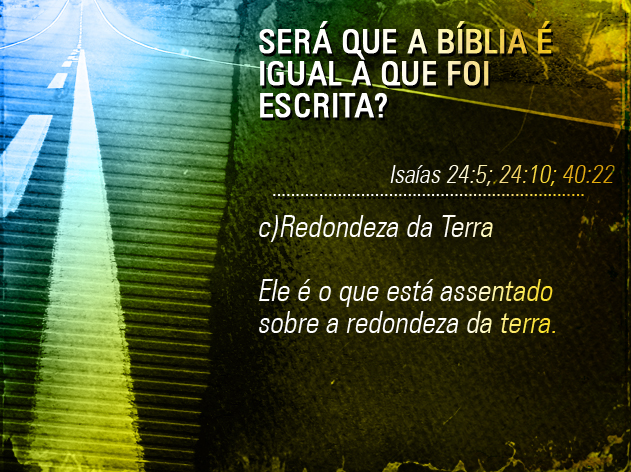 SERÁ QUE A BÍBLIA É
IGUAL À QUE FOI
ESCRITA?
Isaías 24:5; 24:10; 40:22
c)Redondeza da Terra
Ele é o que está assentado
sobre a redondeza da terra.